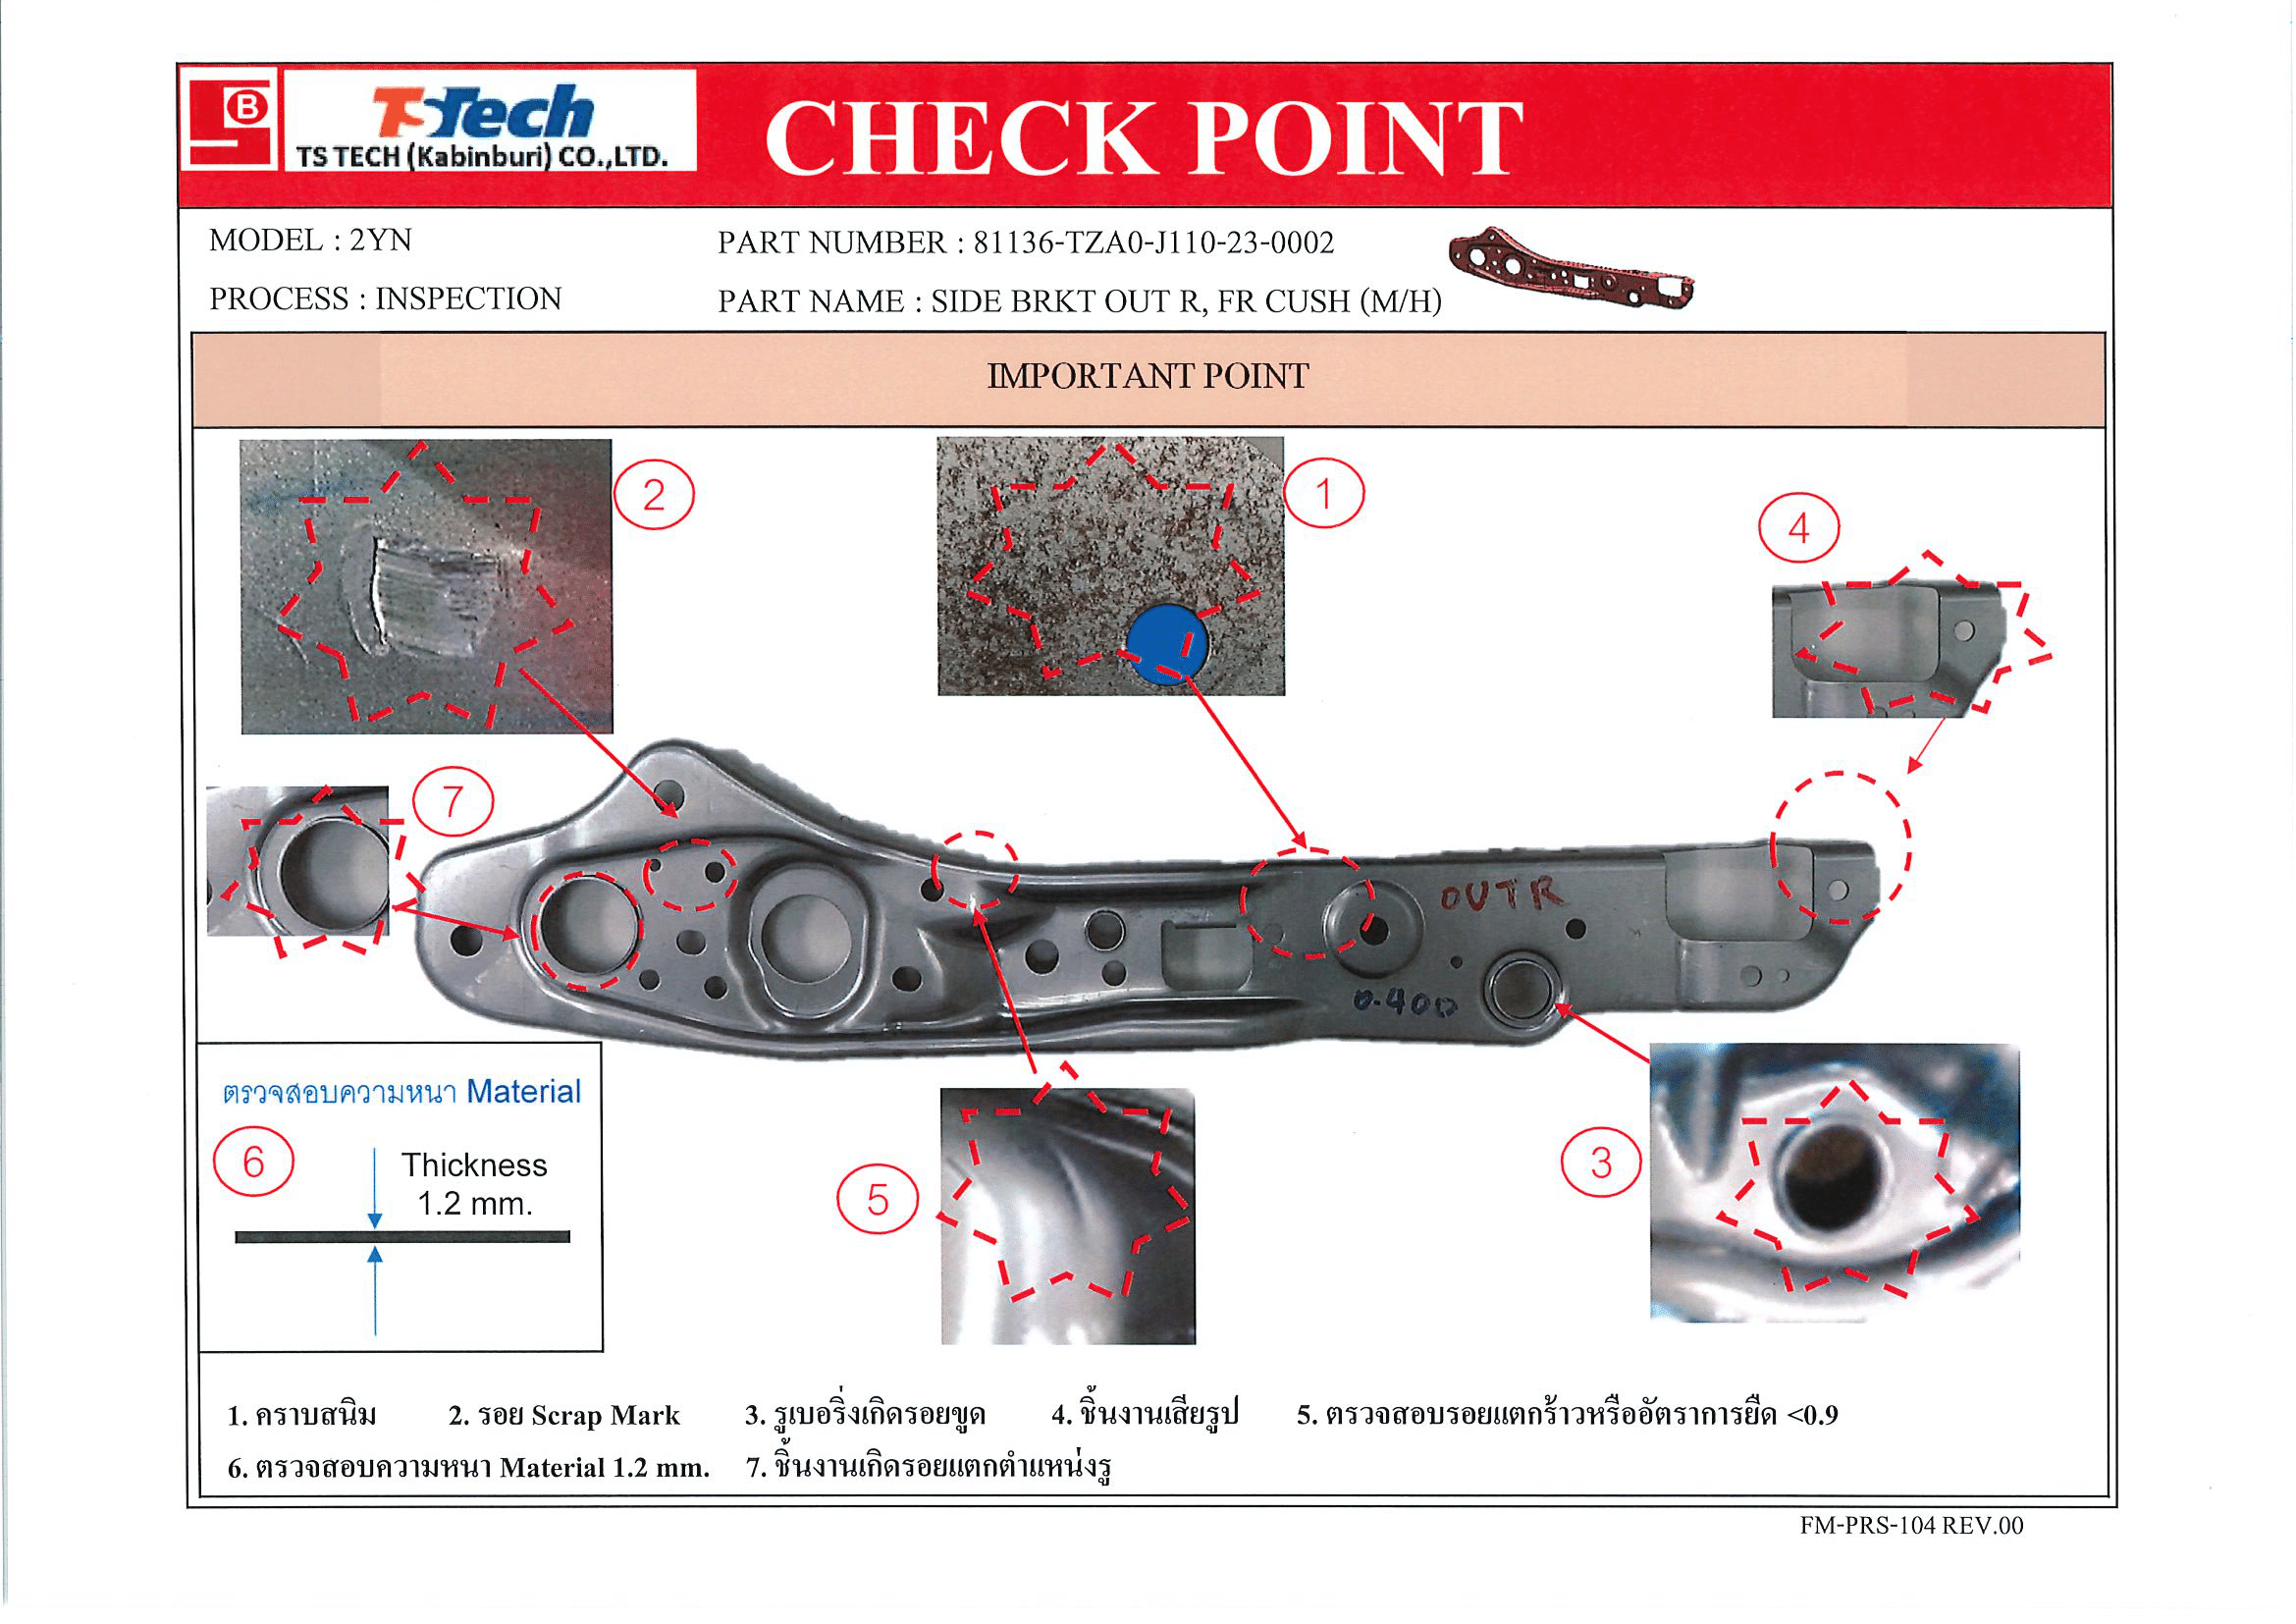 B
TSTech
TS TECH (Kabinburi) CO.,LTD.
CHECK POINT
MODEL : 2YN
PART NUMBER : 81136-TZA0-J110-23-0002
PROCESS : INSPECTION
PART NAME : SIDE BRKT OUT R, FR CUSH (M/H)
IMPORTANT POINT
2
1
4
7
OUT R
0.400
ตรวจสอบความหนา Material
6
Thickness
1.2 mm.
5
3
1. คราบสนิม 2. รอย Scrap Mark 3. รูเบอริ่งเกิดรอยขูด 4. ชิ้นงานเสียรูป 5. ตรวจสอบรอยแตกร้าวหรืออัตราการยืด <0.9
6. ตรวจสอบความหนา Material 1.2 mm. 7. ชิ้นงานเกิดรอยแตกตำแหน่งรู
FM-PRS-104 REV.00